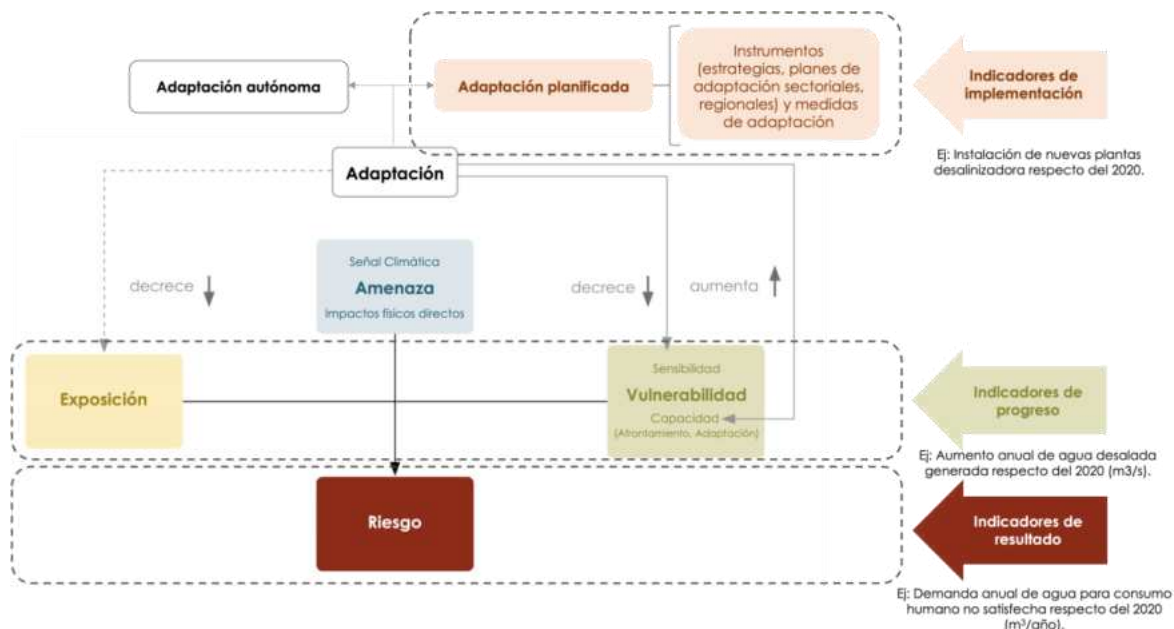 Adaptación autónoma
Adaptación planificada
Instrumentos
(estrategias, planes de
adaptación sectoriales,
regionales) y medidas
de adaptación
Indicadores de
implementación
Ej: Instalación de nuevas plantas
desalinizadora respecto del 2020.
Adaptación
decrece
Señal Climática
Amenaza
Impactos físicos directos
decrece
aumenta
Exposición
Sensibilidad
Vulnerabilidad
Capacidad
(Afrontamiento, Adaptación)
Indicadores de
progreso
Ej: Aumento anual de agua desalada
generada respecto del 2020 (m3/s).
Riesgo
Indicadores de
resultado
Ej: Demanda anual de agua para consumo
humano no satisfecha respecto del 2020
(m³/año).